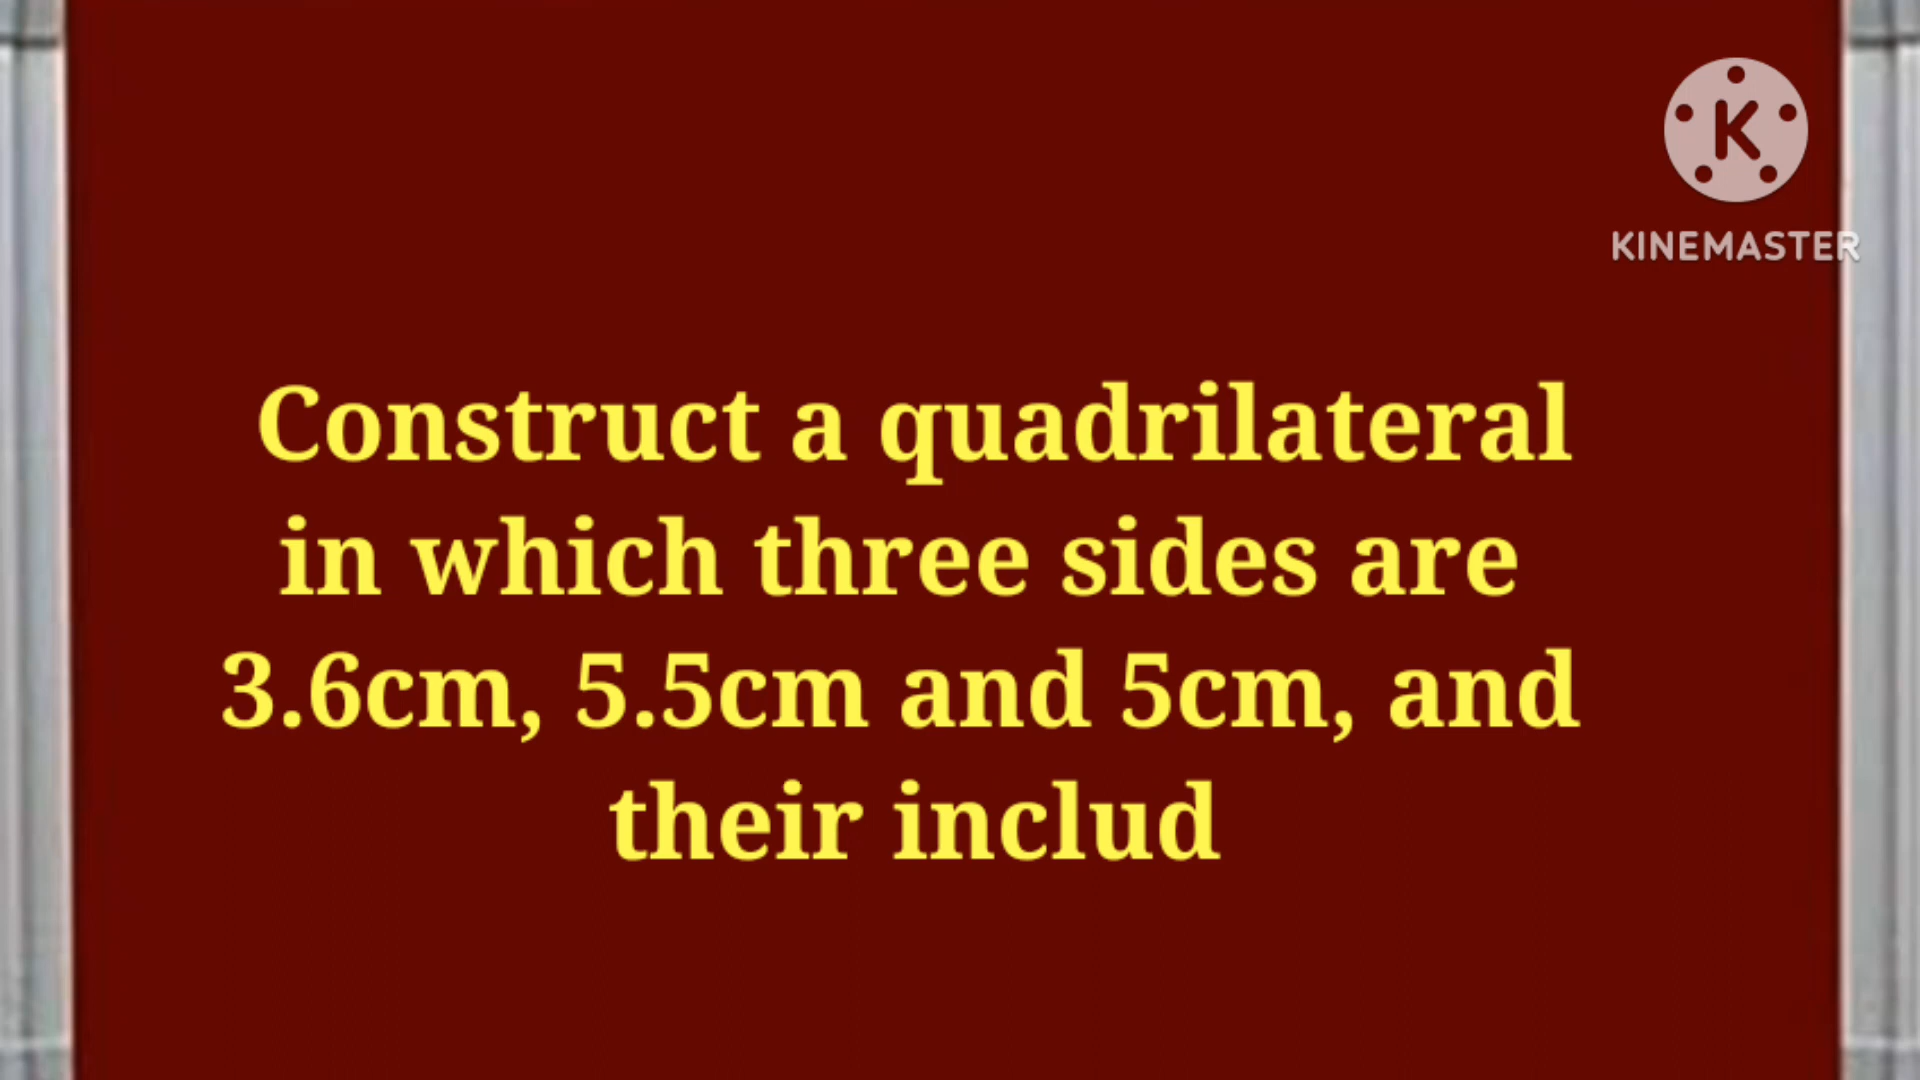 K
KINEMASTER
Construct a quadrilateral
in which three sides are
3.6cm, 5.5cm and 5cm, and
their includ